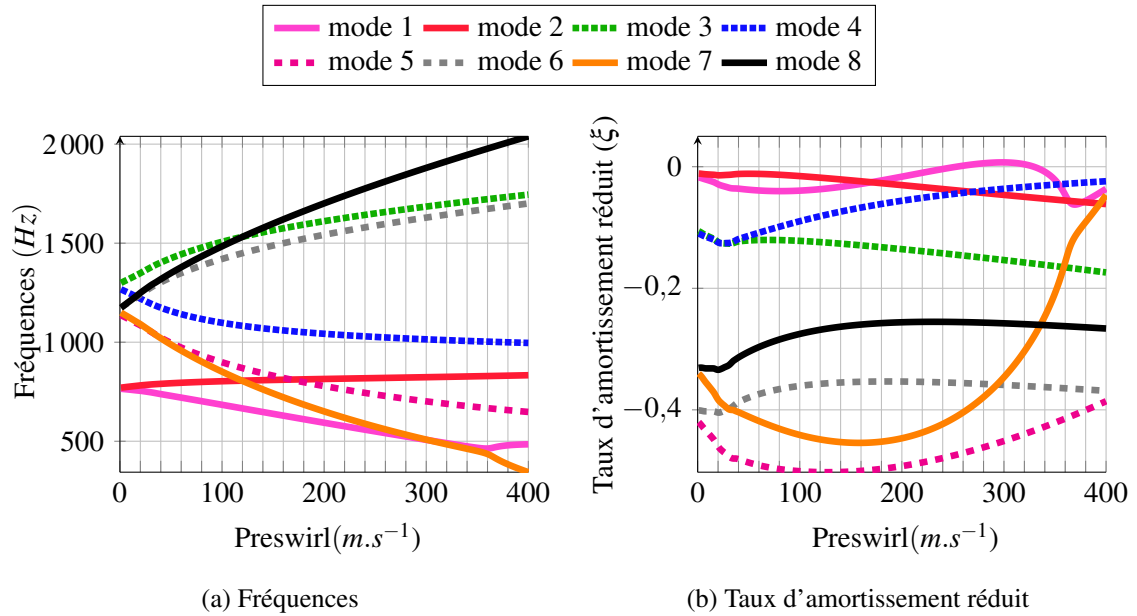 mode 1 mode 2 mode 3 mode 4
mode 5 mode 6 mode 7 mode 8
Fréquences (Hz)
2 000
1 500
1 000
500
0 100 200 300 400
Preswirl(m.s⁻¹)
(a) Fréquences
Taux d'amortissement réduit (ξ)
0
−0,2
−0,4
0 100 200 300 400
Preswirl(m.s⁻¹)
(b) Taux d'amortissement réduit